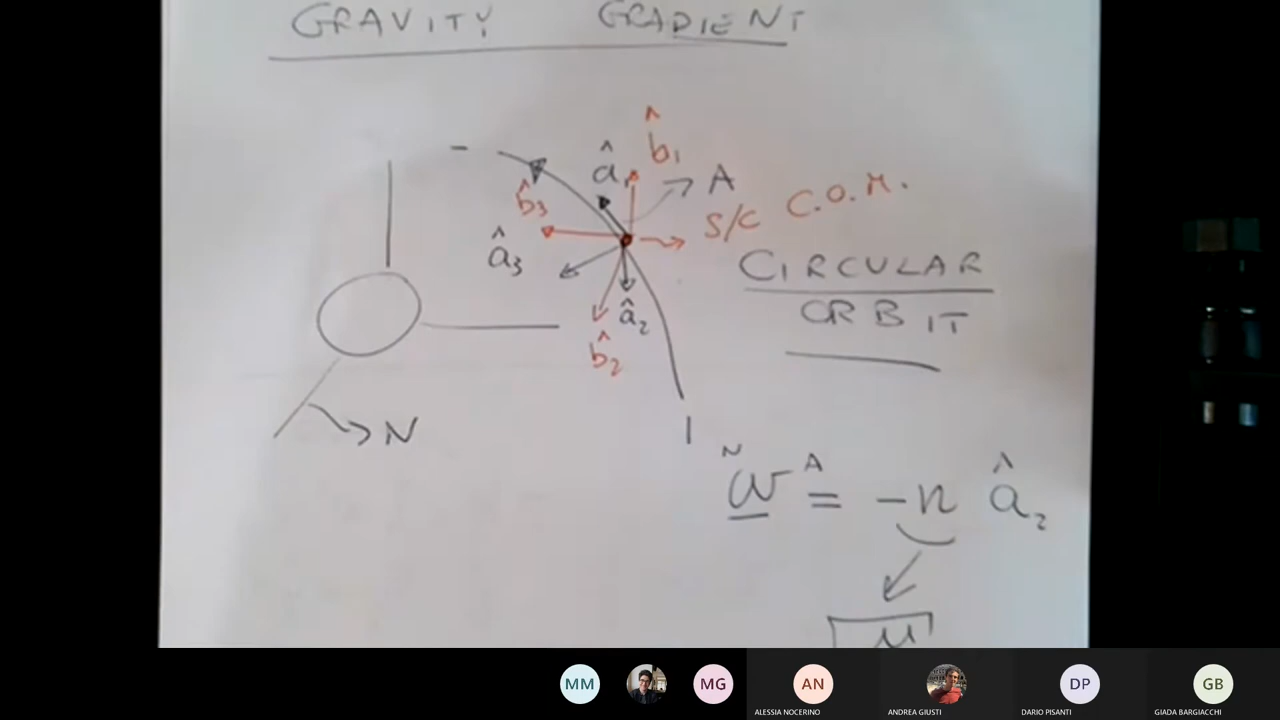 GRAVITY GRADIENT
b̂₁
â₁
A
b̂₃
S/C C.O.M.
â₃
CIRCULAR
ORBIT
â₂
b̂₂
N
ᴺω̲ᴬ = -n â₂
μ
MM
MG
AN
DP
GB
ALESSIA NOCERINO
ANDREA GIUSTI
DARIO PISANTI
GIADA BARGIACCHI